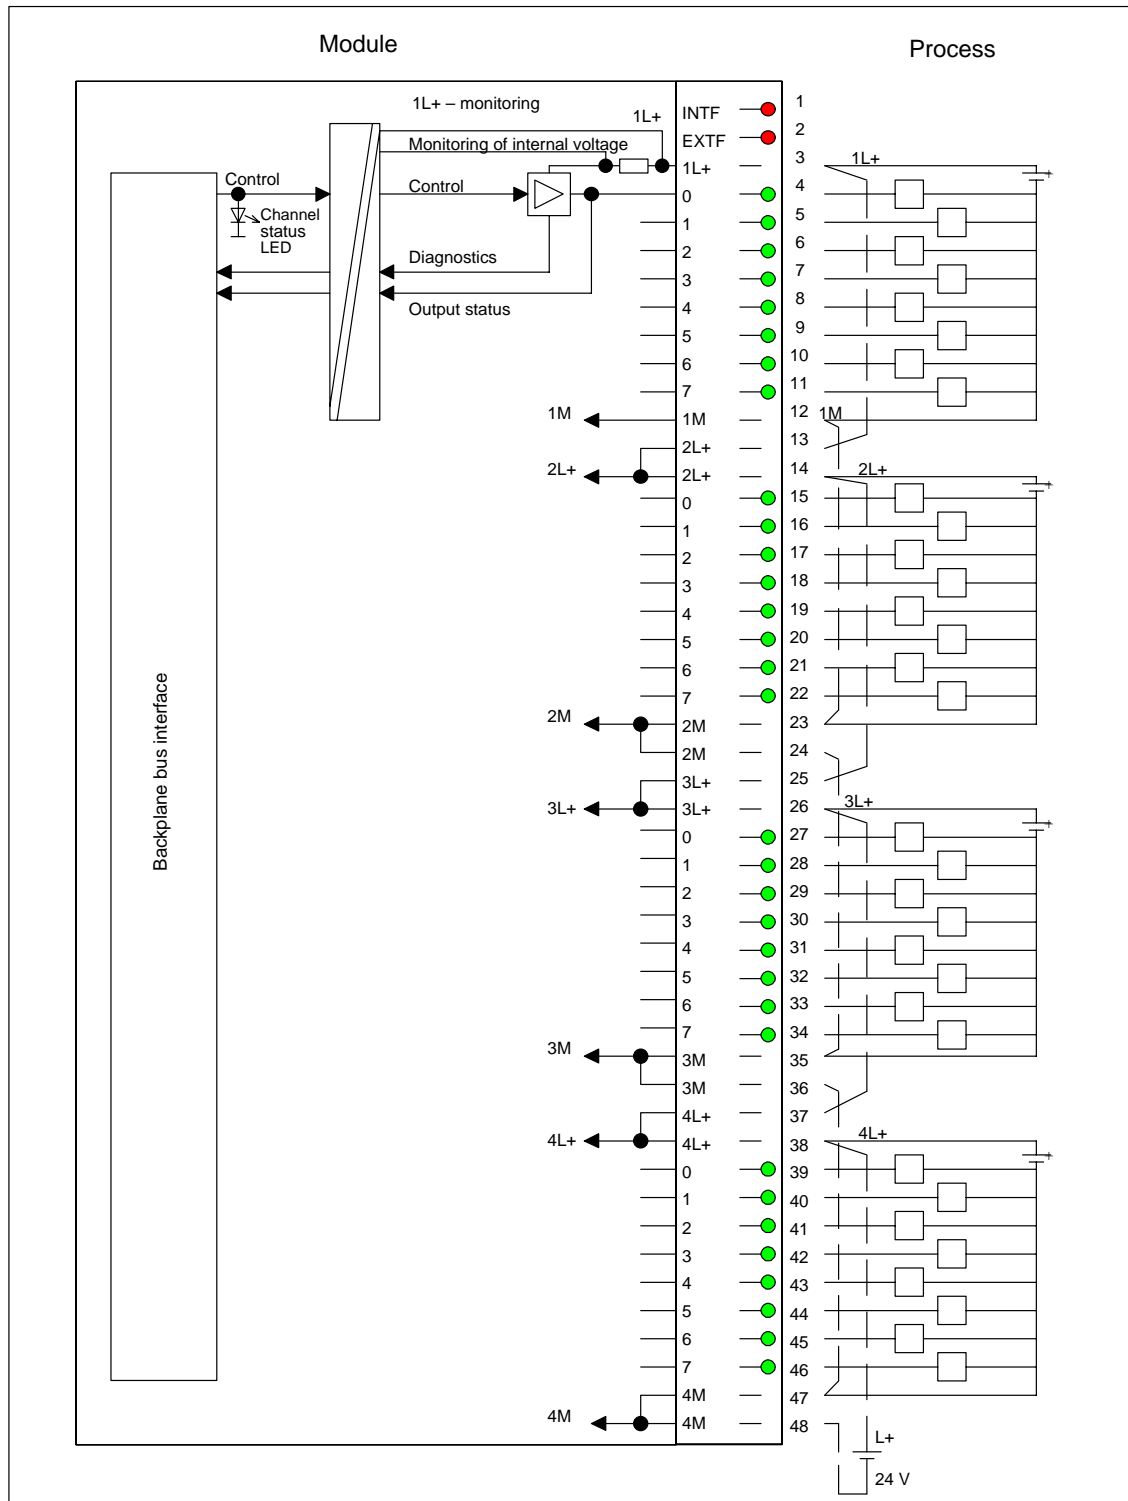 Module
Process
1L+ – monitoring
1L+
Monitoring of internal voltage
Control
Control
Channel
status
LED
Diagnostics
Output status
Backplane bus interface
INTF 1
EXTF 2
1L+ 3 1L+ +
0 4
1 5
2 6
3 7
4 8
5 9
6 10
7 11
1M 1M 12 1M
2L+ 13
2L+ 2L+ 14 2L+ +
0 15
1 16
2 17
3 18
4 19
5 20
6 21
7 22
2M 2M 23
2M 24
3L+ 25
3L+ 3L+ 26 3L+ +
0 27
1 28
2 29
3 30
4 31
5 32
6 33
7 34
3M 3M 35
3M 36
4L+ 37
4L+ 4L+ 38 4L+ +
0 39
1 40
2 41
3 42
4 43
5 44
6 45
7 46
4M 47
4M 4M 48
L+
24 V